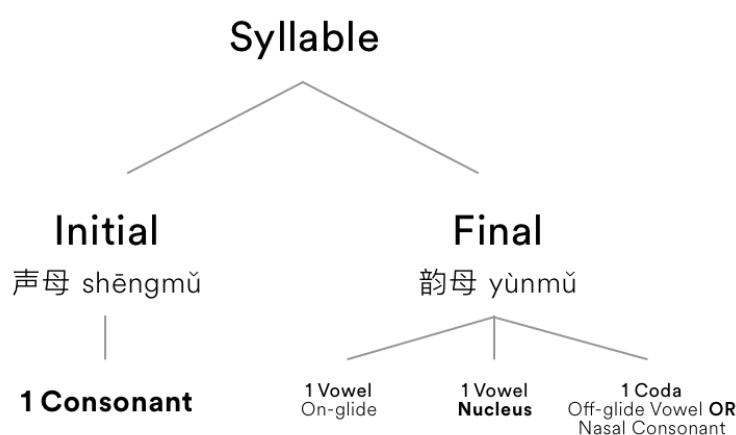 Syllable
Initial
Final
声母 shēngmǔ
韵母 yùnmǔ
1 Consonant
1 Vowel
On-glide
1 Vowel
Nucleus
1 Coda
Off-glide Vowel OR
Nasal Consonant